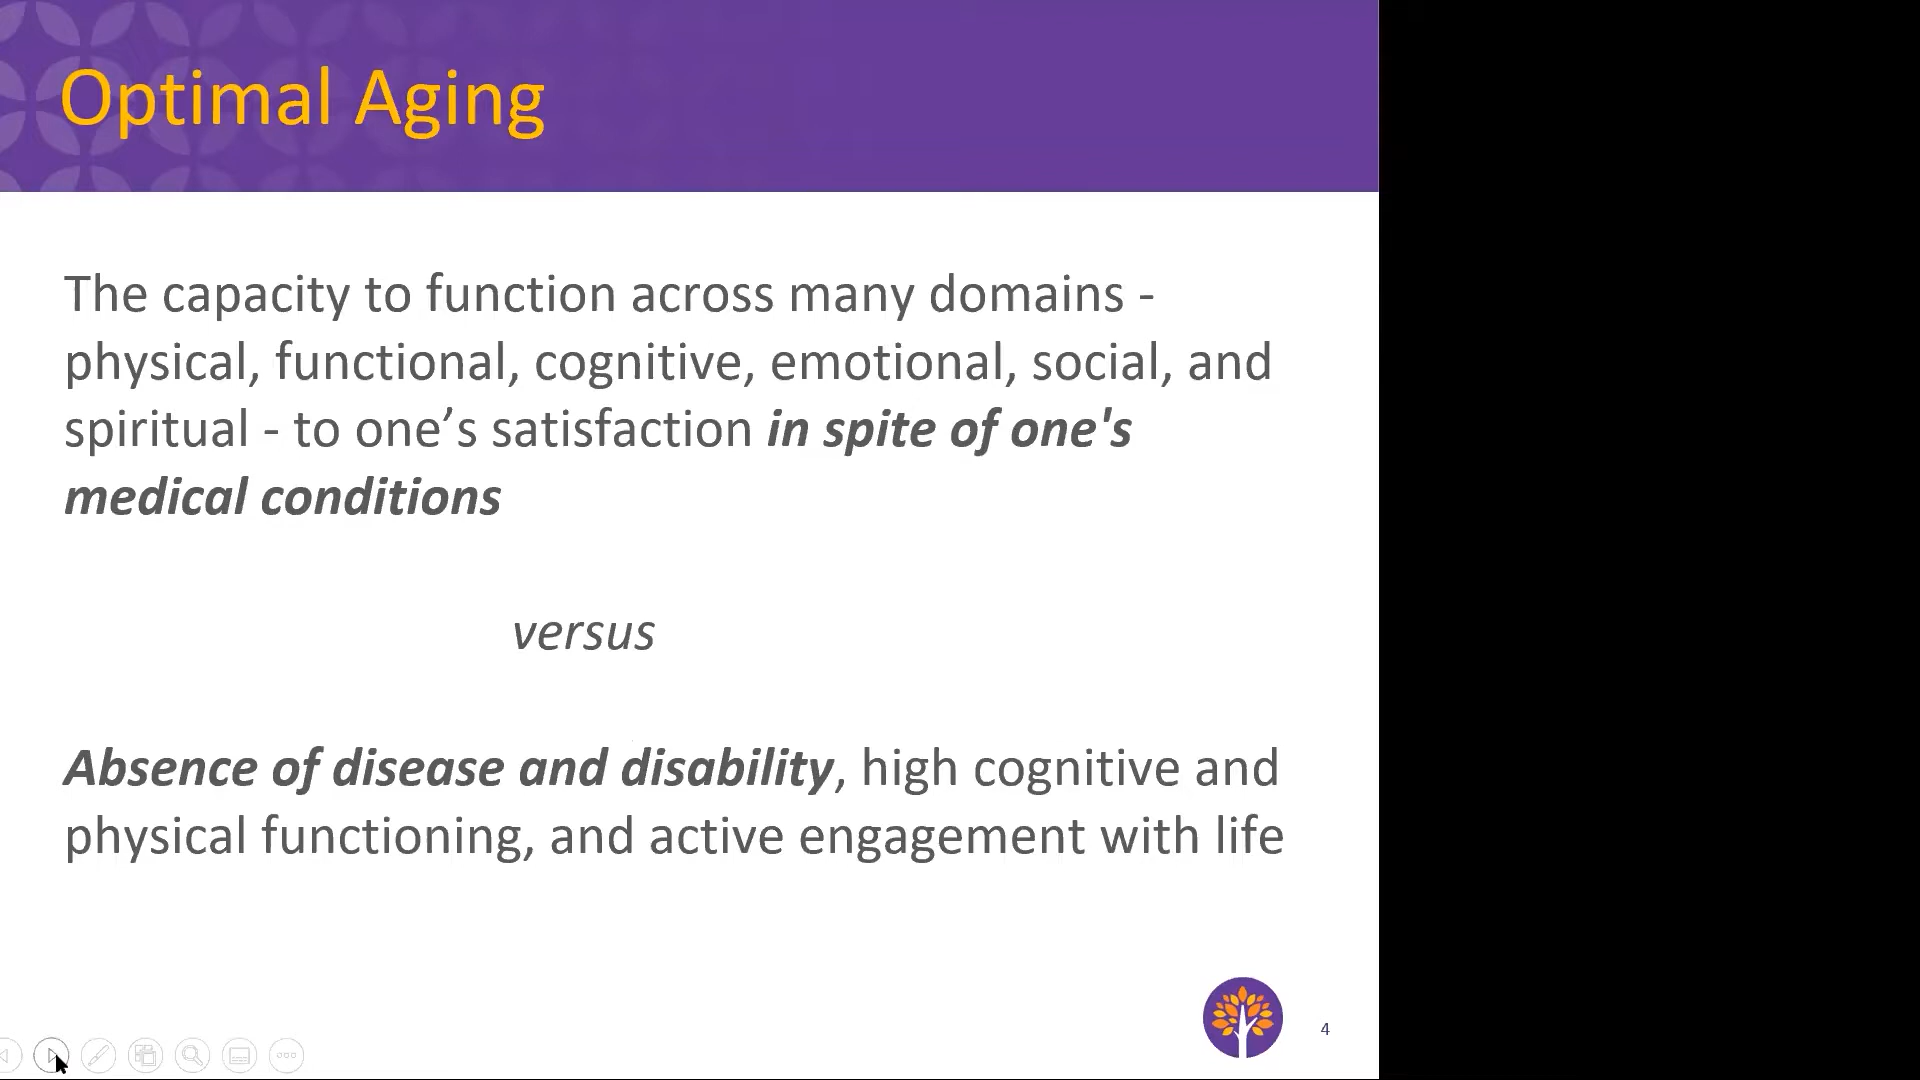 Optimal Aging
The capacity to function across many domains -
physical, functional, cognitive, emotional, social, and
spiritual - to one’s satisfaction in spite of one's
medical conditions
versus
Absence of disease and disability, high cognitive and
physical functioning, and active engagement with life
4